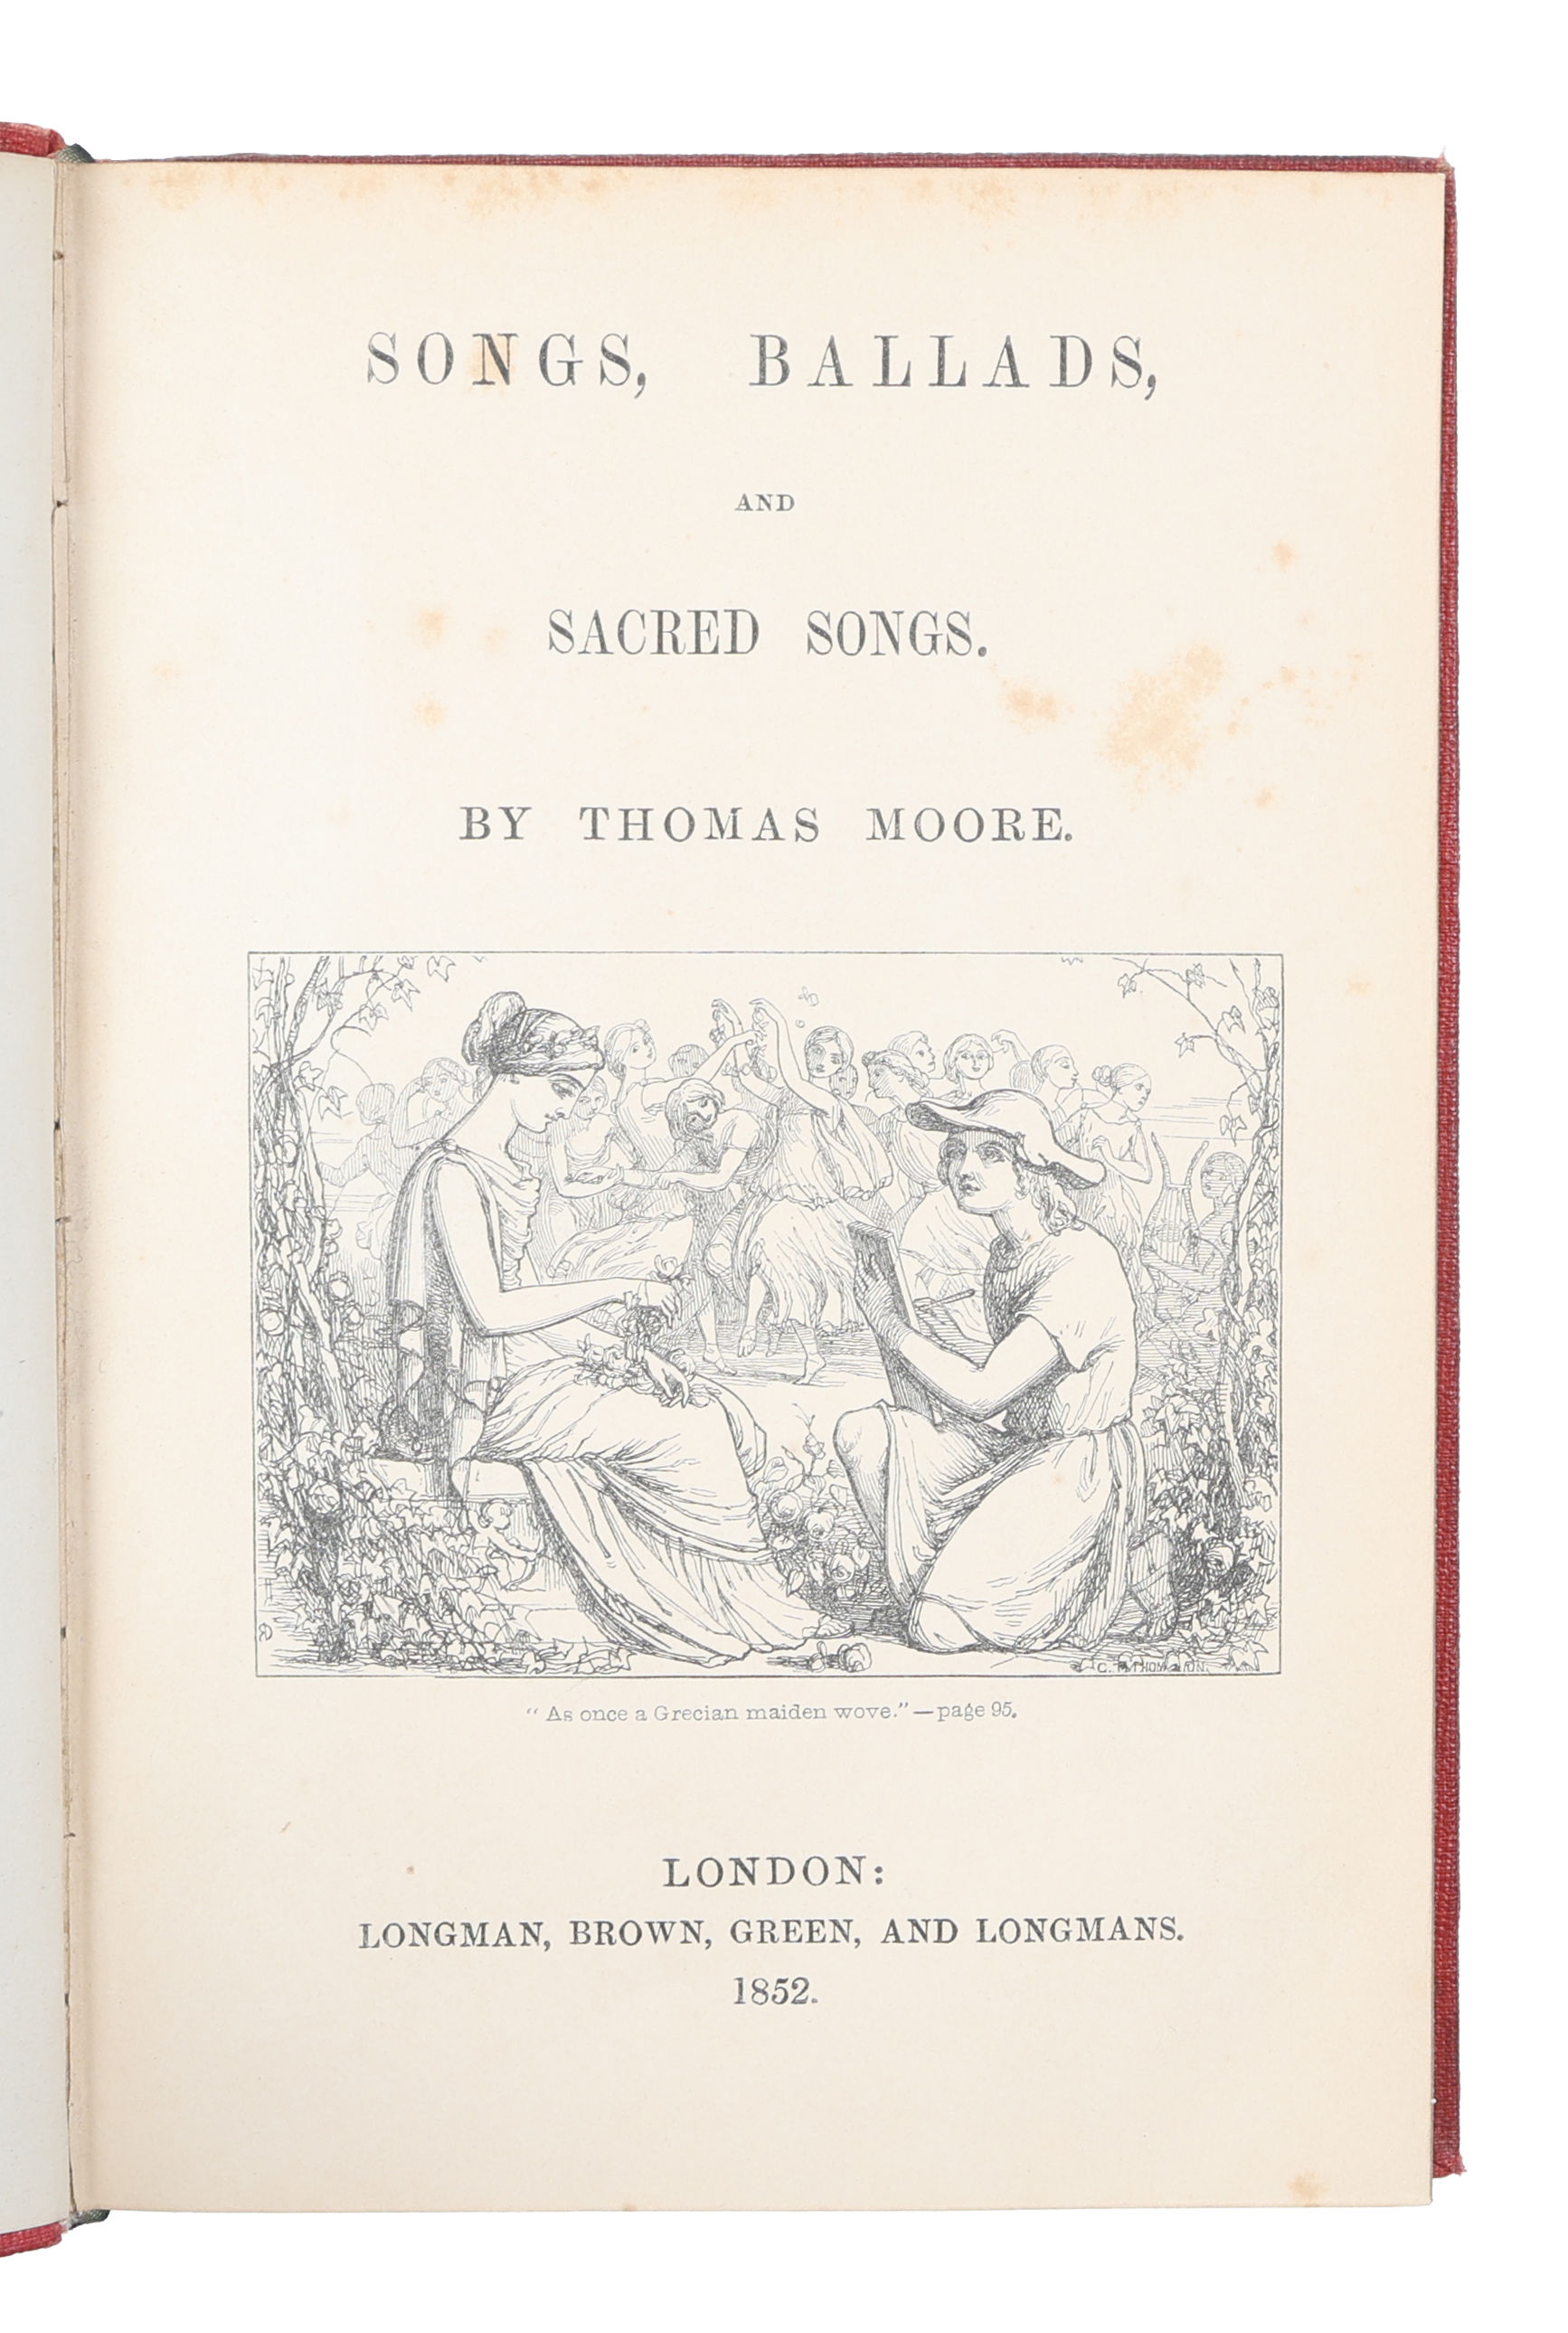 SONGS, BALLADS,
AND
SACRED SONGS.
BY THOMAS MOORE.
"As once a Grecian maiden wove."—page 95.
LONDON:
LONGMAN, BROWN, GREEN, AND LONGMANS.
1852.